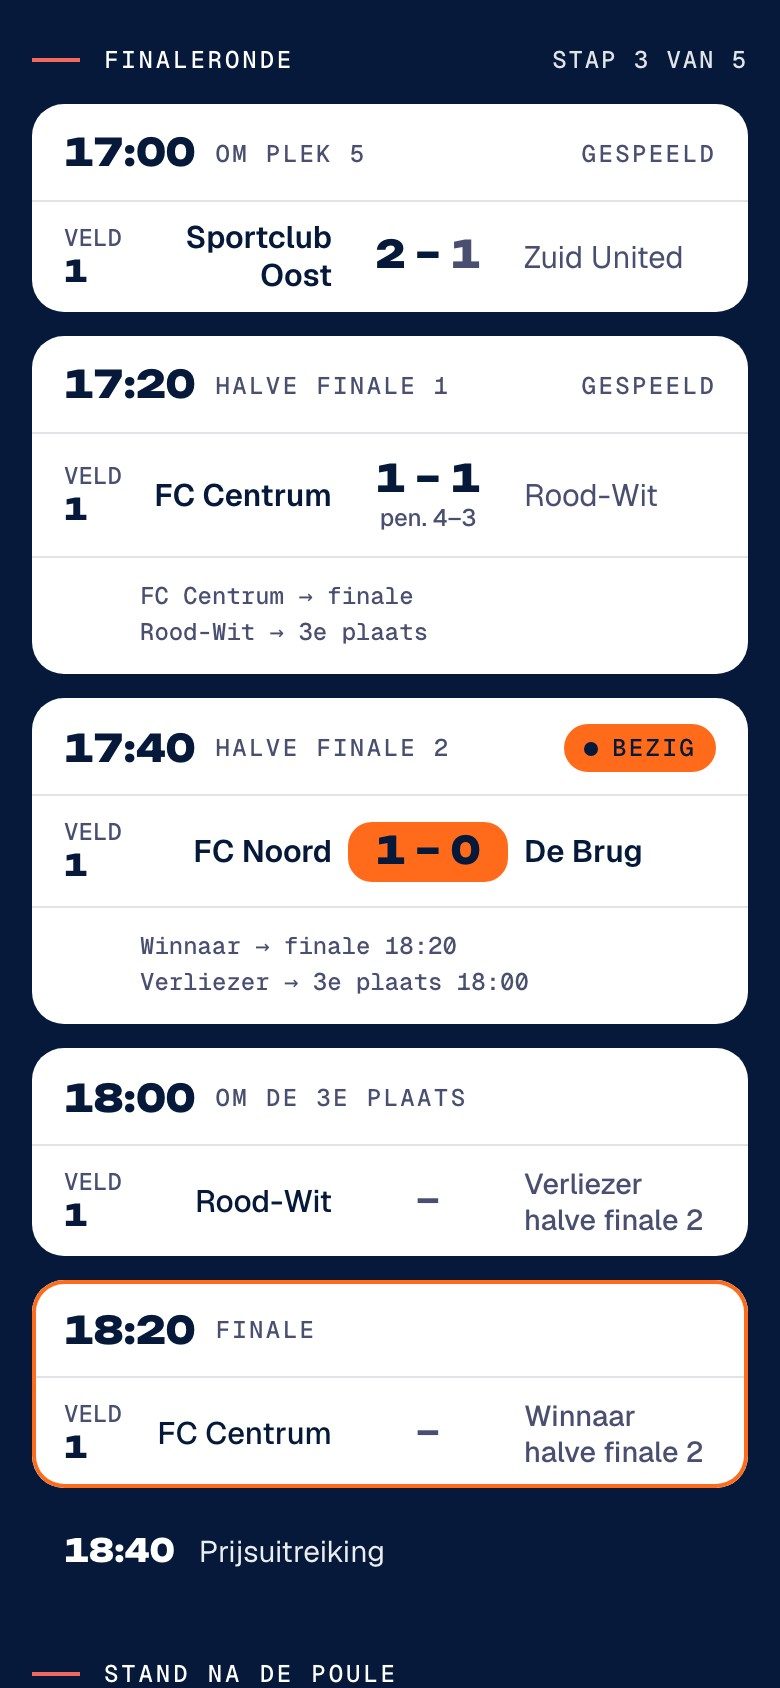 FINALERONDE STAP 3 VAN 5
17:00 OM PLEK 5 GESPEELD
VELD 1 Sportclub Oost 2 – 1 Zuid United
17:20 HALVE FINALE 1 GESPEELD
VELD 1 FC Centrum 1 – 1 Rood-Wit
pen. 4–3
FC Centrum → finale
Rood-Wit → 3e plaats
17:40 HALVE FINALE 2 BEZIG
VELD 1 FC Noord 1 – 0 De Brug
Winnaar → finale 18:20
Verliezer → 3e plaats 18:00
18:00 OM DE 3E PLAATS
VELD 1 Rood-Wit – Verliezer halve finale 2
18:20 FINALE
VELD 1 FC Centrum – Winnaar halve finale 2
18:40 Prijsuitreiking
STAND NA DE POULE